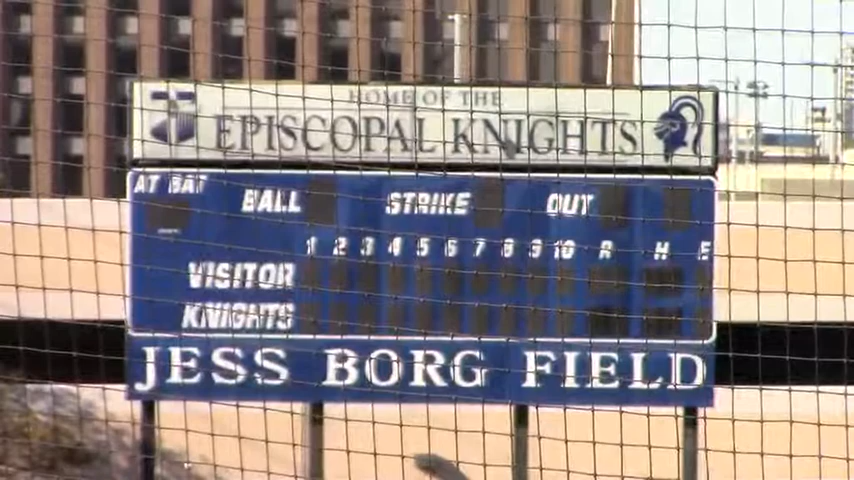 HOME OF THE
EPISCOPAL KNIGHTS
AT BAT BALL STRIKE OUT
1 2 3 4 5 6 7 8 9 10 R H E
VISITOR
KNIGHTS
JESS BORG FIELD